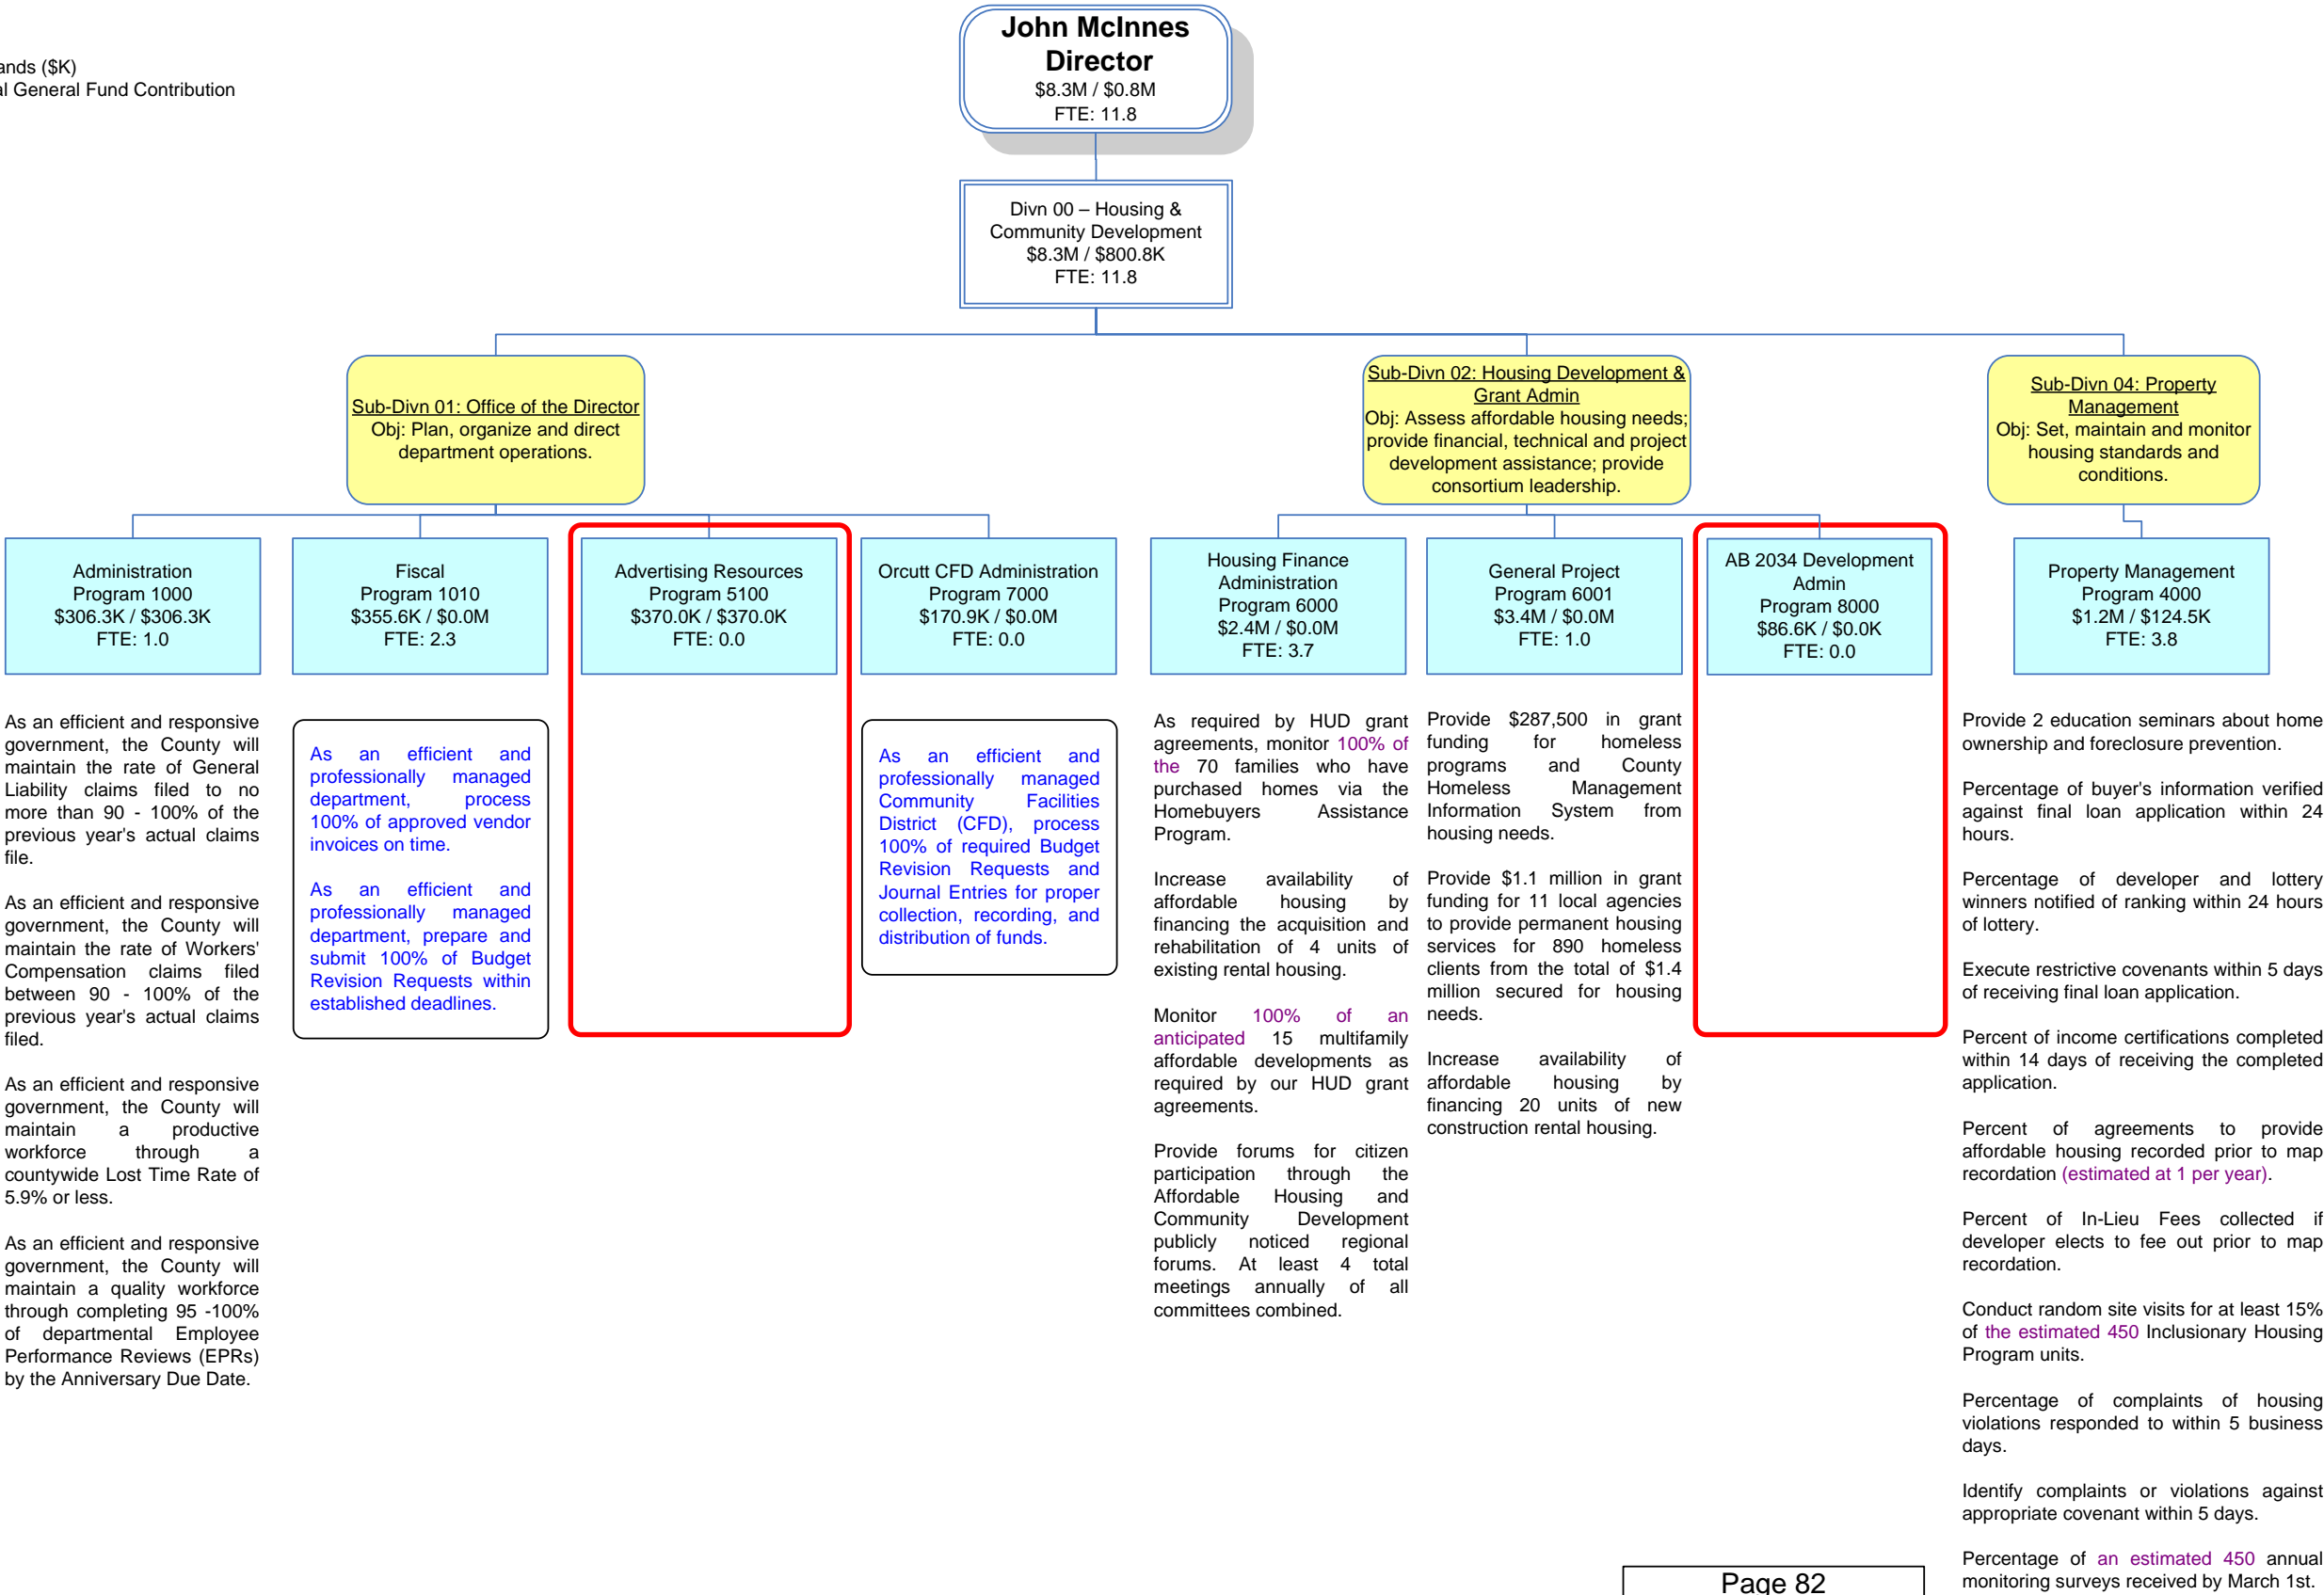 ands ($K)
al General Fund Contribution
John McInnes
Director
$8.3M / $0.8M
FTE: 11.8
Divn 00 – Housing &
Community Development
$8.3M / $800.8K
FTE: 11.8
Sub-Divn 01: Office of the Director
Obj: Plan, organize and direct
department operations.
Sub-Divn 02: Housing Development &
Grant Admin
Obj: Assess affordable housing needs;
provide financial, technical and project
development assistance; provide
consortium leadership.
Sub-Divn 04: Property
Management
Obj: Set, maintain and monitor
housing standards and
conditions.
Administration
Program 1000
$306.3K / $306.3K
FTE: 1.0
Fiscal
Program 1010
$355.6K / $0.0M
FTE: 2.3
Advertising Resources
Program 5100
$370.0K / $370.0K
FTE: 0.0
Orcutt CFD Administration
Program 7000
$170.9K / $0.0M
FTE: 0.0
Housing Finance
Administration
Program 6000
$2.4M / $0.0M
FTE: 3.7
General Project
Program 6001
$3.4M / $0.0M
FTE: 1.0
AB 2034 Development
Admin
Program 8000
$86.6K / $0.0K
FTE: 0.0
Property Management
Program 4000
$1.2M / $124.5K
FTE: 3.8
As an efficient and responsive
government, the County will
maintain the rate of General
Liability claims filed to no
more than 90 - 100% of the
previous year's actual claims
file.
As an efficient and responsive
government, the County will
maintain the rate of Workers'
Compensation claims filed
between 90 - 100% of the
previous year's actual claims
filed.
As an efficient and responsive
government, the County will
maintain a productive
workforce through a
countywide Lost Time Rate of
5.9% or less.
As an efficient and responsive
government, the County will
maintain a quality workforce
through completing 95 -100%
of departmental Employee
Performance Reviews (EPRs)
by the Anniversary Due Date.
As an efficient and
professionally managed
department, process
100% of approved vendor
invoices on time.
As an efficient and
professionally managed
department, prepare and
submit 100% of Budget
Revision Requests within
established deadlines.
As an efficient and
professionally managed
Community Facilities
District (CFD), process
100% of required Budget
Revision Requests and
Journal Entries for proper
collection, recording, and
distribution of funds.
As required by HUD grant
agreements, monitor 100% of
the 70 families who have
purchased homes via the
Homebuyers Assistance
Program.
Increase availability of
affordable housing by
financing the acquisition and
rehabilitation of 4 units of
existing rental housing.
Monitor 100% of an
anticipated 15 multifamily
affordable developments as
required by our HUD grant
agreements.
Provide forums for citizen
participation through the
Affordable Housing and
Community Development
publicly noticed regional
forums. At least 4 total
meetings annually of all
committees combined.
Provide $287,500 in grant
funding for homeless
programs and County
Homeless Management
Information System from
housing needs.
Provide $1.1 million in grant
funding for 11 local agencies
to provide permanent housing
services for 890 homeless
clients from the total of $1.4
million secured for housing
needs.
Increase availability of
affordable housing by
financing 20 units of new
construction rental housing.
Provide 2 education seminars about home
ownership and foreclosure prevention.
Percentage of buyer's information verified
against final loan application within 24
hours.
Percentage of developer and lottery
winners notified of ranking within 24 hours
of lottery.
Execute restrictive covenants within 5 days
of receiving final loan application.
Percent of income certifications completed
within 14 days of receiving the completed
application.
Percent of agreements to provide
affordable housing recorded prior to map
recordation (estimated at 1 per year).
Percent of In-Lieu Fees collected if
developer elects to fee out prior to map
recordation.
Conduct random site visits for at least 15%
of the estimated 450 Inclusionary Housing
Program units.
Percentage of complaints of housing
violations responded to within 5 business
days.
Identify complaints or violations against
appropriate covenant within 5 days.
Percentage of an estimated 450 annual
monitoring surveys received by March 1st.
Page 82